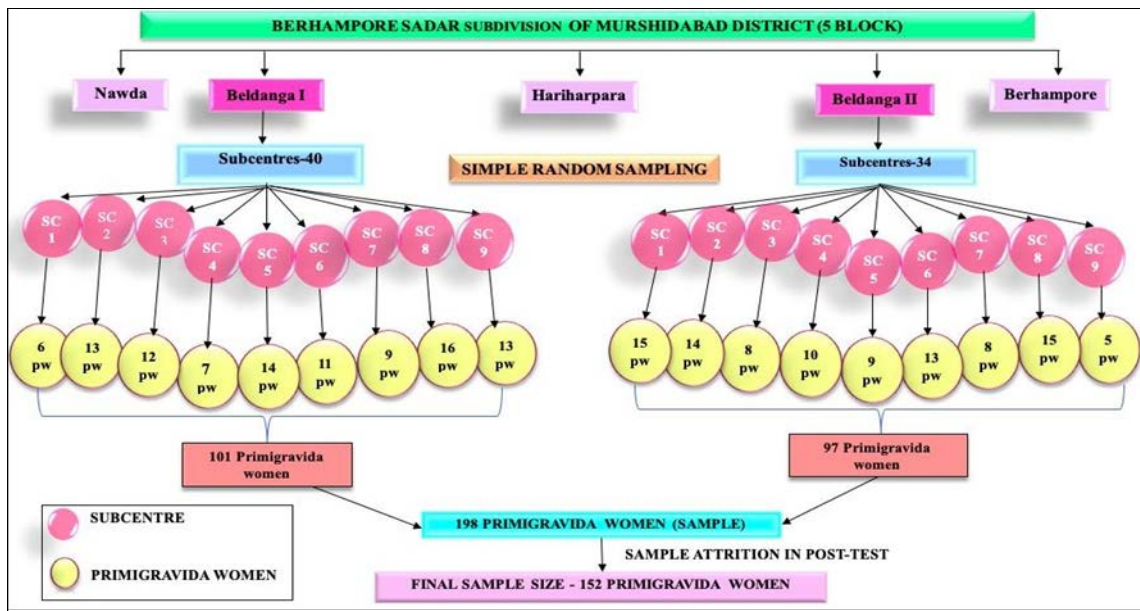 BERHAMPORE SADAR SUBDIVISION OF MURSHIDABAD DISTRICT (5 BLOCK)
Nawda
Beldanga I
Hariharpara
Beldanga II
Berhampore
Subcentres-40
SIMPLE RANDOM SAMPLING
Subcentres-34
SC
1
SC
2
SC
3
SC
4
SC
5
SC
6
SC
7
SC
8
SC
9
SC
1
SC
2
SC
3
SC
4
SC
5
SC
6
SC
7
SC
8
SC
9
6
pw
13
pw
12
pw
7
pw
14
pw
11
pw
9
pw
16
pw
13
pw
15
pw
14
pw
8
pw
10
pw
9
pw
13
pw
8
pw
15
pw
5
pw
101 Primigravida
women
97 Primigravida
women
SUBCENTRE
PRIMIGRAVIDA WOMEN
198 PRIMIGRAVIDA WOMEN (SAMPLE)
SAMPLE ATTRITION IN POST-TEST
FINAL SAMPLE SIZE - 152 PRIMIGRAVIDA WOMEN